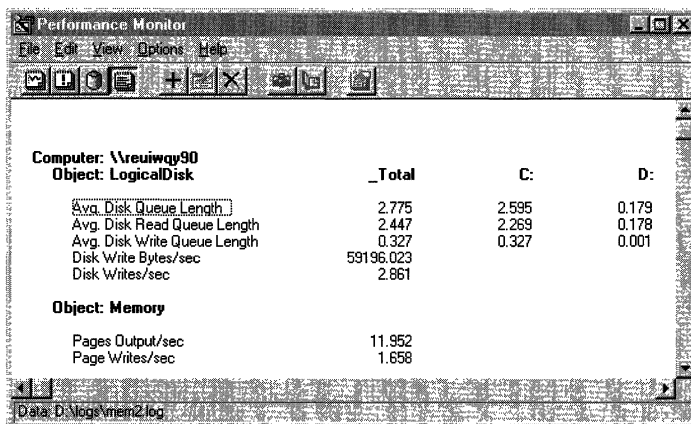 Performance Monitor
File Edit View Options Help
Computer: \\reuiwqy90
Object: LogicalDisk _Total C: D:
Avg. Disk Queue Length 2.775 2.595 0.179
Avg. Disk Read Queue Length 2.447 2.269 0.178
Avg. Disk Write Queue Length 0.327 0.327 0.001
Disk Write Bytes/sec 59196.023
Disk Writes/sec 2.861
Object: Memory
Pages Output/sec 11.952
Page Writes/sec 1.658
Data: D:\logs\mem2.log